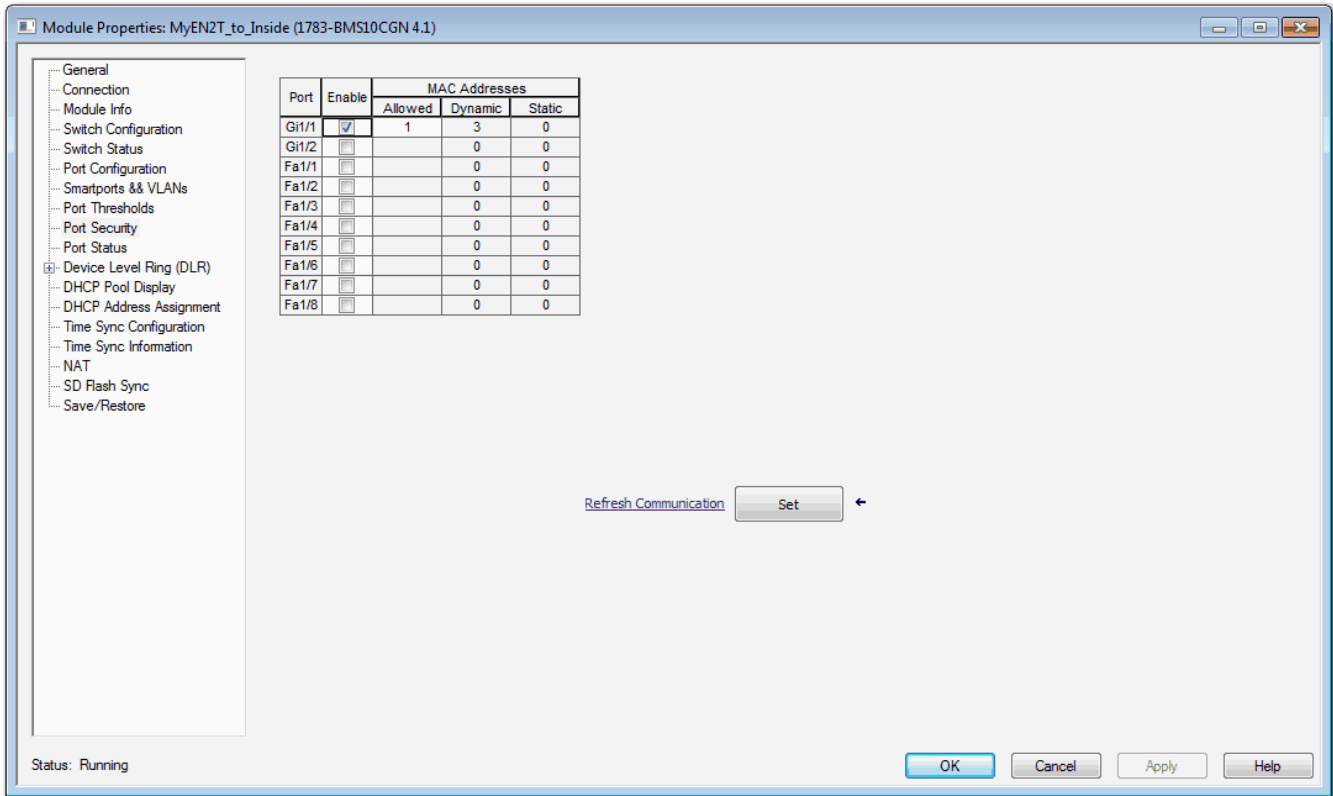 Module Properties: MyEN2T_to_Inside (1783-BMS10CGN 4.1)
General
Connection
Module Info
Switch Configuration
Switch Status
Port Configuration
Smartports && VLANs
Port Thresholds
Port Security
Port Status
Device Level Ring (DLR)
DHCP Pool Display
DHCP Address Assignment
Time Sync Configuration
Time Sync Information
NAT
SD Flash Sync
Save/Restore
Port Enable MAC Addresses
Allowed Dynamic Static
Gi1/1 1 3 0
Gi1/2 0 0
Fa1/1 0 0
Fa1/2 0 0
Fa1/3 0 0
Fa1/4 0 0
Fa1/5 0 0
Fa1/6 0 0
Fa1/7 0 0
Fa1/8 0 0
Refresh Communication Set
Status: Running
OK Cancel Apply Help